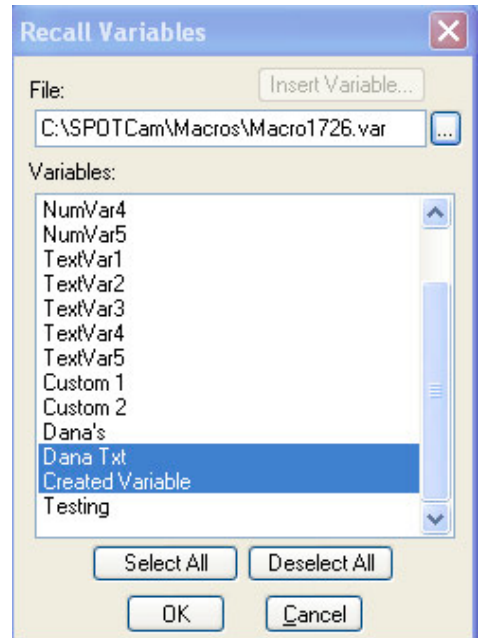 Recall Variables
File:
Insert Variable...
C:\SPOTCam\Macros\Macro1726.var
...
Variables:
NumVar4
NumVar5
TextVar1
TextVar2
TextVar3
TextVar4
TextVar5
Custom 1
Custom 2
Dana's
Dana Txt
Created Variable
Testing
Select All
Deselect All
OK
Cancel